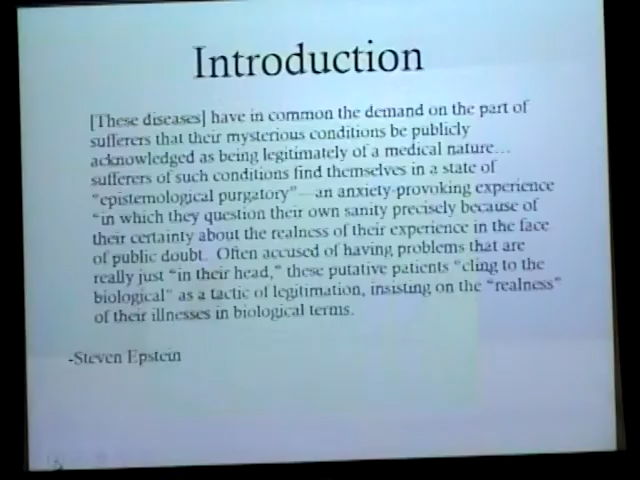 Introduction
[These diseases] have in common the demand on the part of
sufferers that their mysterious conditions be publicly
acknowledged as being legitimately of a medical nature…
sufferers of such conditions find themselves in a state of
"epistemological purgatory"—an anxiety-provoking experience
"in which they question their own sanity precisely because of
their certainty about the realness of their experience in the face
of public doubt. Often accused of having problems that are
really just "in their head," these putative patients "cling to the
biological" as a tactic of legitimation, insisting on the "realness"
of their illnesses in biological terms.
-Steven Epstein